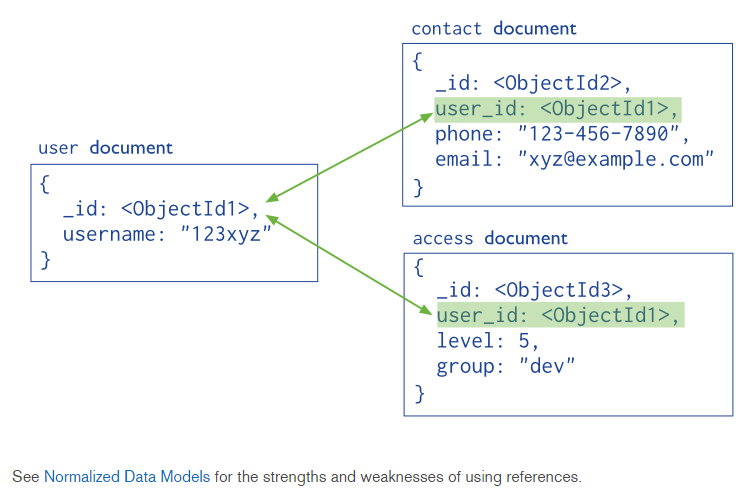 contact document
{
_id: <ObjectId2>,
user_id: <ObjectId1>,
phone: "123-456-7890",
email: "xyz@example.com"
}
user document
{
_id: <ObjectId1>,
username: "123xyz"
}
access document
{
_id: <ObjectId3>,
user_id: <ObjectId1>,
level: 5,
group: "dev"
}
See Normalized Data Models for the strengths and weaknesses of using references.